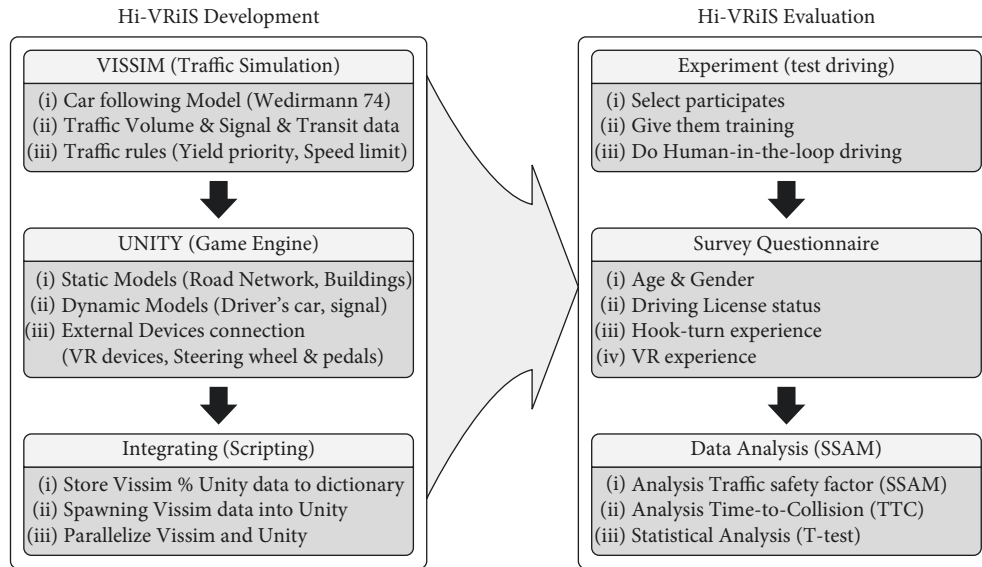 Hi-VRiIS Development
VISSIM (Traffic Simulation)
(i) Car following Model (Wedirmann 74)
(ii) Traffic Volume & Signal & Transit data
(iii) Traffic rules (Yield priority, Speed limit)
UNITY (Game Engine)
(i) Static Models (Road Network, Buildings)
(ii) Dynamic Models (Driver's car, signal)
(iii) External Devices connection
(VR devices, Steering wheel & pedals)
Integrating (Scripting)
(i) Store Vissim % Unity data to dictionary
(ii) Spawning Vissim data into Unity
(iii) Parallelize Vissim and Unity
Hi-VRiIS Evaluation
Experiment (test driving)
(i) Select participates
(ii) Give them training
(iii) Do Human-in-the-loop driving
Survey Questionnaire
(i) Age & Gender
(ii) Driving License status
(iii) Hook-turn experience
(iv) VR experience
Data Analysis (SSAM)
(i) Analysis Traffic safety factor (SSAM)
(ii) Analysis Time-to-Collision (TTC)
(iii) Statistical Analysis (T-test)